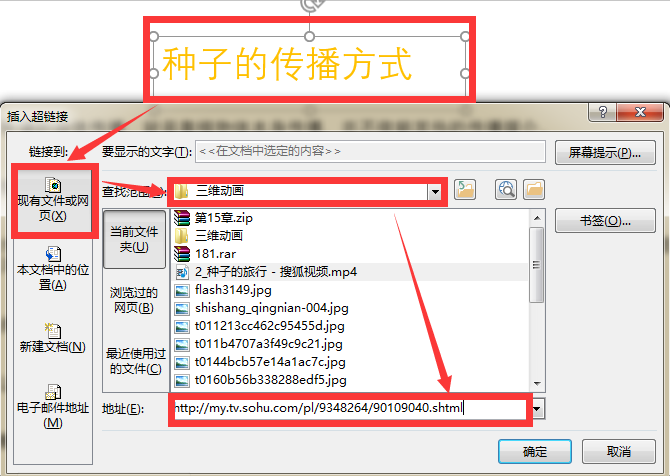 种子的传播方式
插入超链接
链接到:
要显示的文字(T): <<在文档中选定的内容>>
屏幕提示(P)...
现有文件或网
页(X)
查找范围
三维动画
书签(O)...
当前文件
夹(U)
第15章.zip
三维动画
181.rar
2_种子的旅行 - 搜狐视频.mp4
flash3149.jpg
shishang_qingnian-004.jpg
t011213cc462c95455d.jpg
t011b4707a3f49c9c21.jpg
t0144bcb57e14a1ac7c.jpg
t0160b56b338288edf5.jpg
本文档中的位
置(A)
浏览过的
网页(B)
新建文档(N)
最近使用过
的文件(C)
电子邮件地址
(M)
地址(E):
http://my.tv.sohu.com/pl/9348264/90109040.shtml
确定
取消